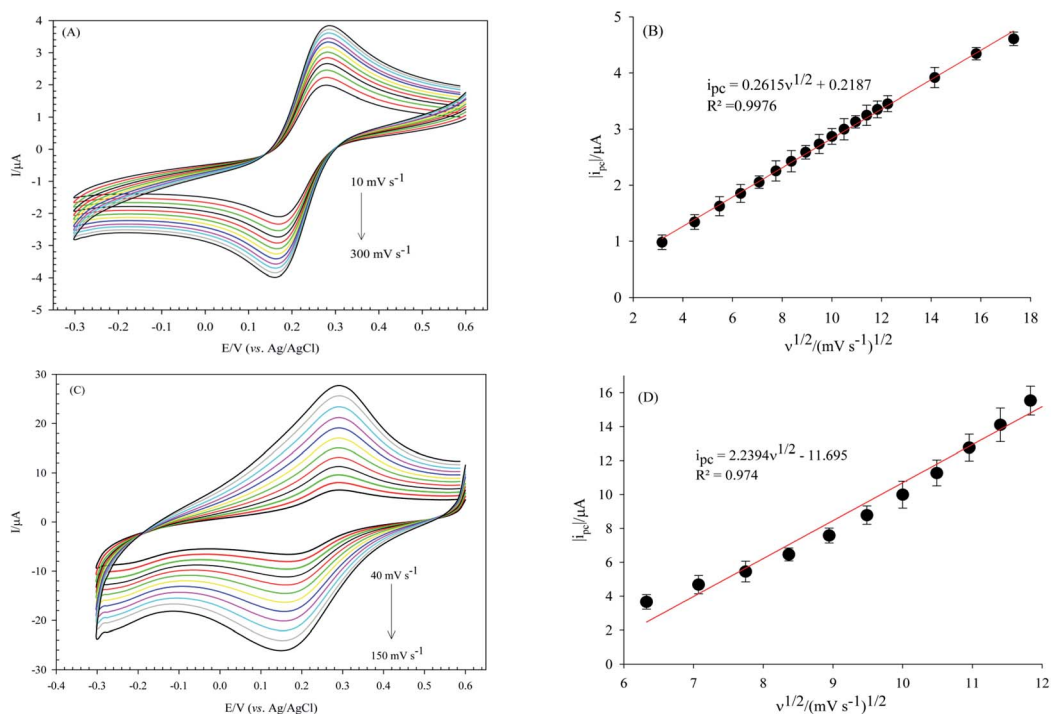 (A)
I/µA
4
3
2
1
0
-1
-2
-3
-4
-5
10 mV s-1
300 mV s-1
-0.3 -0.2 -0.1 0.0 0.1 0.2 0.3 0.4 0.5 0.6
E/V (vs. Ag/AgCl)
(B)
|ipc|/µA
5
4
3
2
1
0
ipc = 0.2615ν1/2 + 0.2187
R² =0.9976
2 4 6 8 10 12 14 16 18
ν1/2/(mV s-1)1/2
(C)
I/µA
30
20
10
0
-10
-20
-30
40 mV s-1
150 mV s-1
-0.4 -0.3 -0.2 -0.1 0.0 0.1 0.2 0.3 0.4 0.5 0.6
E/V (vs. Ag/AgCl)
(D)
|ipc|/µA
16
14
12
10
8
6
4
2
0
ipc = 2.2394ν1/2 - 11.695
R² = 0.974
6 7 8 9 10 11 12
ν1/2/(mV s-1)1/2